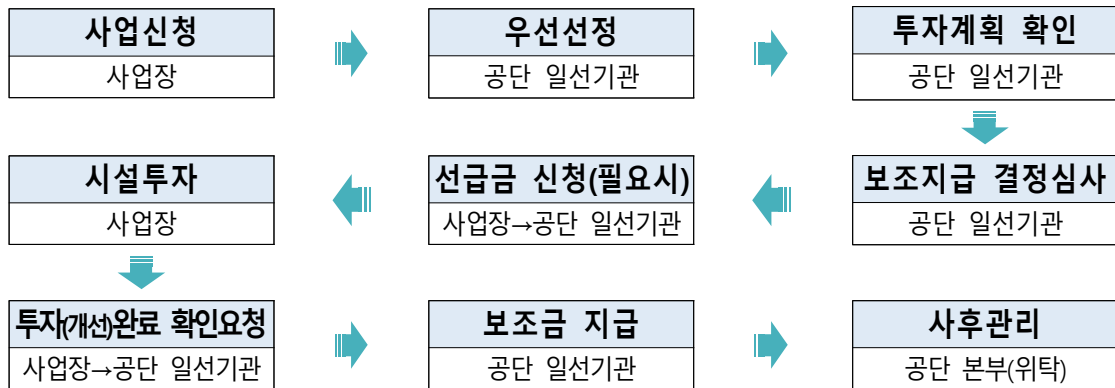 사업신청
사업장
우선선정
공단 일선기관
투자계획 확인
공단 일선기관
보조지급 결정심사
공단 일선기관
선급금 신청(필요시)
사업장→공단 일선기관
시설투자
사업장
투자(개선)완료 확인요청
사업장→공단 일선기관
보조금 지급
공단 일선기관
사후관리
공단 본부(위탁)